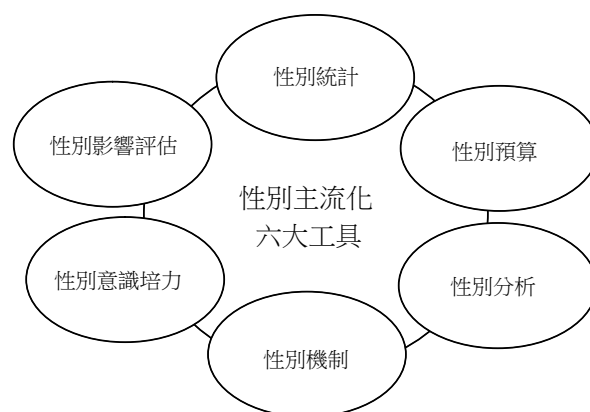 性別統計
性別影響評估
性別預算
性別主流化
六大工具
性別意識培力
性別分析
性別機制